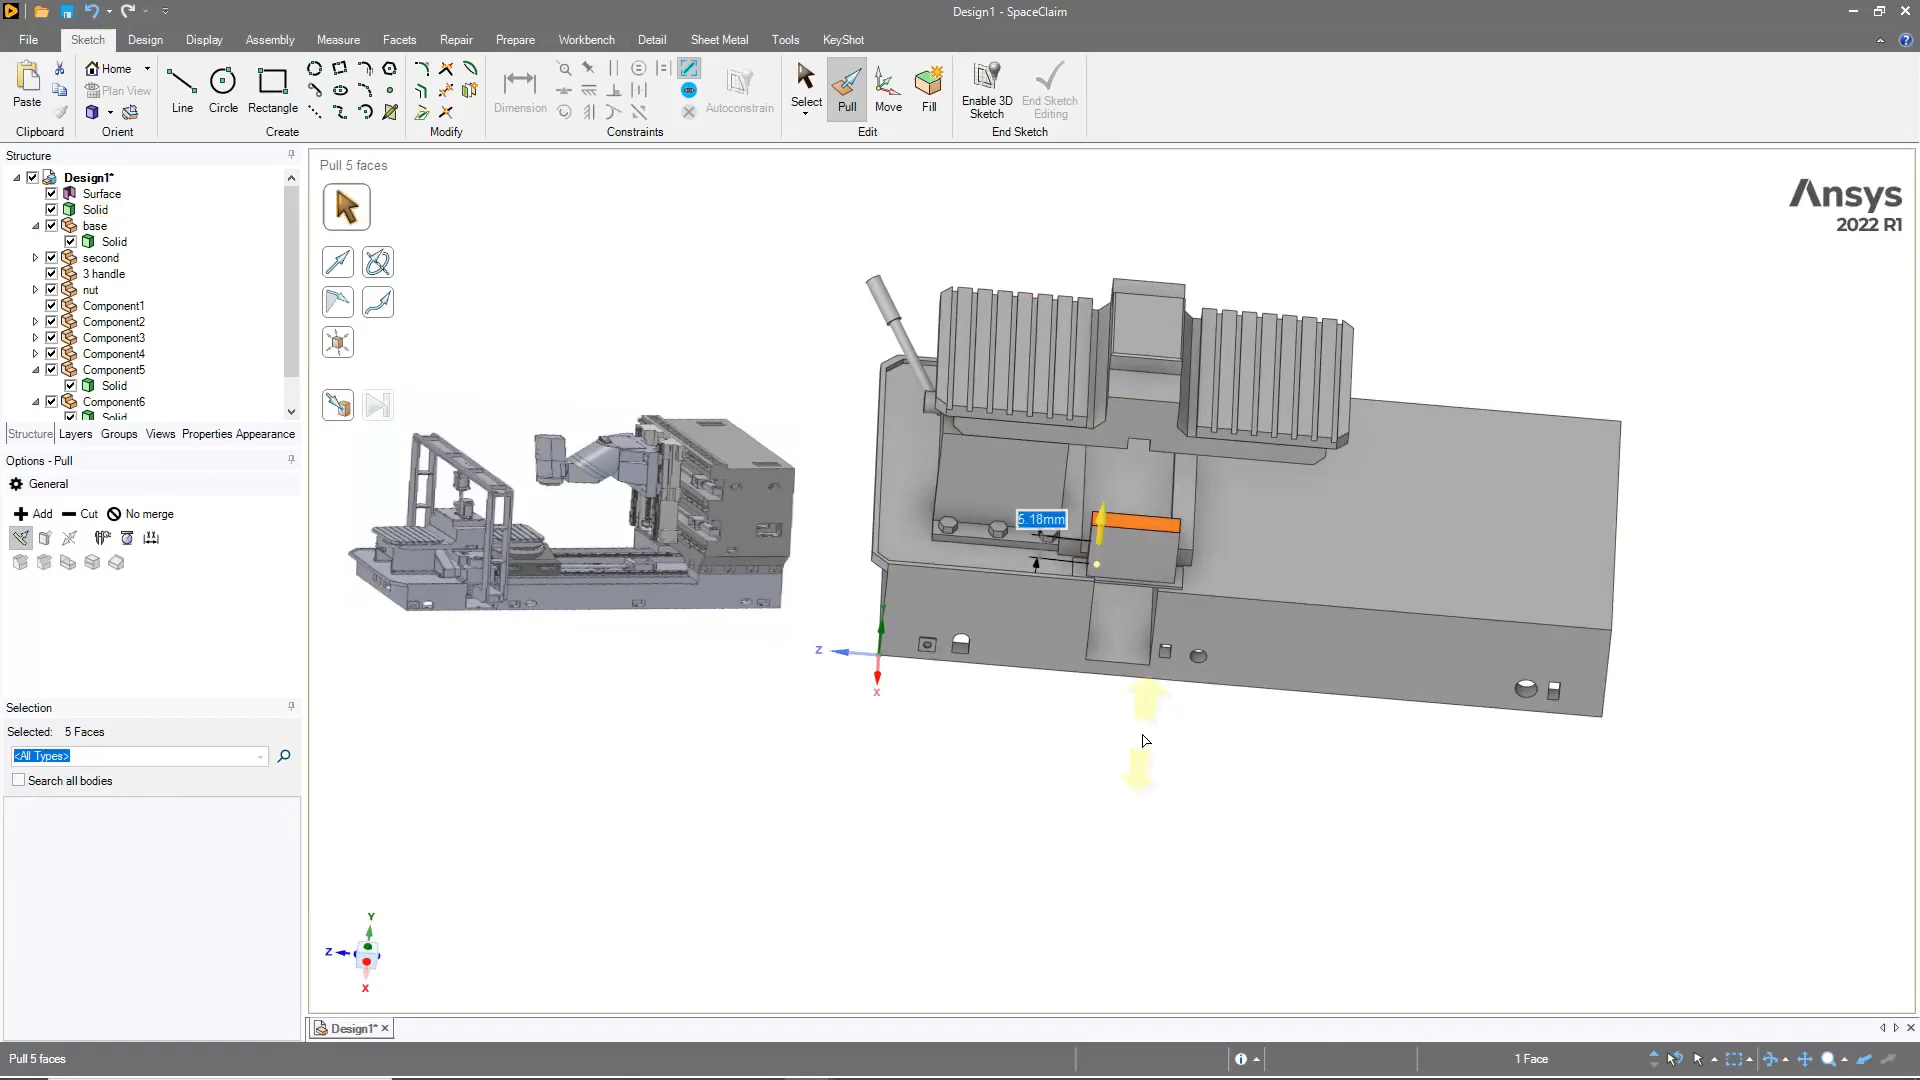 Design1 - SpaceClaim
File Sketch Design Display Assembly Measure Facets Repair Prepare Workbench Detail Sheet Metal Tools KeyShot
Paste
Home
Plan View
Line Circle Rectangle
Dimension
Autoconstrain
Select Pull Move Fill
Enable 3D Sketch
End Sketch Editing
Clipboard Orient Create Modify Constraints Edit End Sketch
Structure
Design1*
Surface
Solid
base
Solid
second
3 handle
nut
Component1
Component2
Component3
Component4
Component5
Solid
Component6
Solid
Structure Layers Groups Views Properties Appearance
Options - Pull
General
Add Cut No merge
Selection
Selected: 5 Faces
<All Types>
Search all bodies
Pull 5 faces
Ansys
2022 R1
5.18mm
Y
Z
X
Y
Z
X
Design1*
Pull 5 faces
1 Face